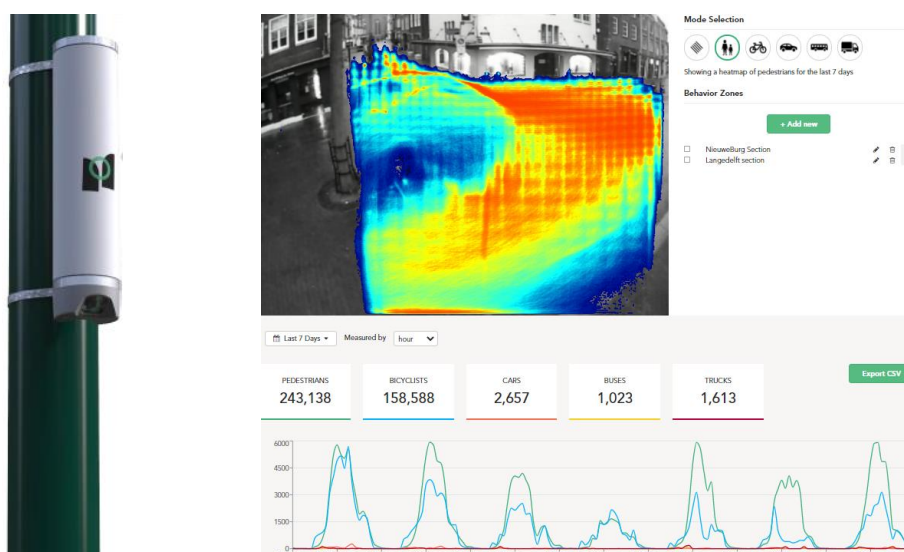 Mode Selection
Showing a heatmap of pedestrians for the last 7 days
Behavior Zones
+ Add new
NieuweBurg Section
Langedelft section
Last 7 Days
Measured by
hour
Export CSV
PEDESTRIANS
BICYCLISTS
CARS
BUSES
TRUCKS
243,138
158,588
2,657
1,023
1,613
6000
4500
3000
1500
0